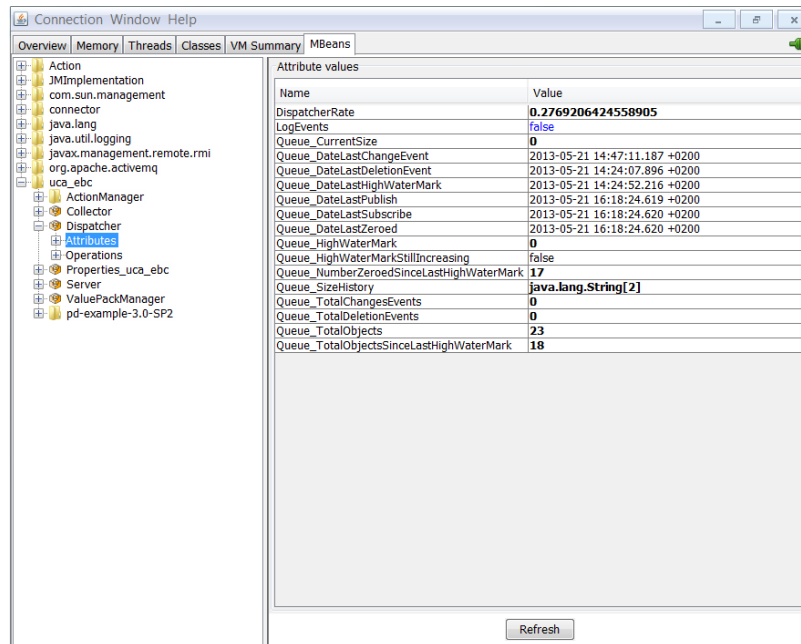 Connection Window Help
Overview Memory Threads Classes VM Summary MBeans
Action
JMImplementation
com.sun.management
connector
java.lang
java.util.logging
javax.management.remote.rmi
org.apache.activemq
uca_ebc
ActionManager
Collector
Dispatcher
Attributes
Operations
Properties_uca_ebc
Server
ValuePackManager
pd-example-3.0-SP2
Attribute values
Name Value
DispatcherRate 0.2769206424558905
LogEvents false
Queue_CurrentSize 0
Queue_DateLastChangeEvent 2013-05-21 14:47:11.187 +0200
Queue_DateLastDeletionEvent 2013-05-21 14:24:07.896 +0200
Queue_DateLastHighWaterMark 2013-05-21 14:24:52.216 +0200
Queue_DateLastPublish 2013-05-21 16:18:24.619 +0200
Queue_DateLastSubscribe 2013-05-21 16:18:24.620 +0200
Queue_DateLastZeroed 2013-05-21 16:18:24.620 +0200
Queue_HighWaterMark 0
Queue_HighWaterMarkStillIncreasing false
Queue_NumberZeroedSinceLastHighWaterMark 17
Queue_SizeHistory java.lang.String[2]
Queue_TotalChangesEvents 0
Queue_TotalDeletionEvents 0
Queue_TotalObjects 23
Queue_TotalObjectsSinceLastHighWaterMark 18
Refresh